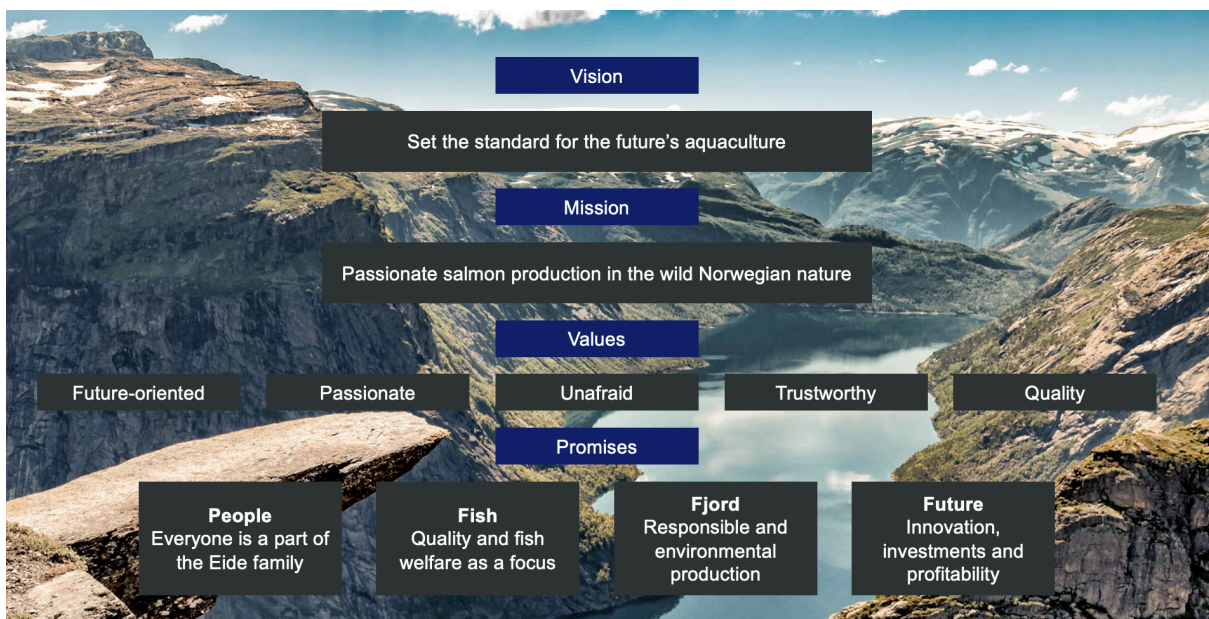 Vision
Set the standard for the future's aquaculture
Mission
Passionate salmon production in the wild Norwegian nature
Values
Future-oriented
Passionate
Unafraid
Trustworthy
Quality
Promises
People
Everyone is a part of
the Eide family
Fish
Quality and fish
welfare as a focus
Fjord
Responsible and
environmental
production
Future
Innovation,
investments and
profitability